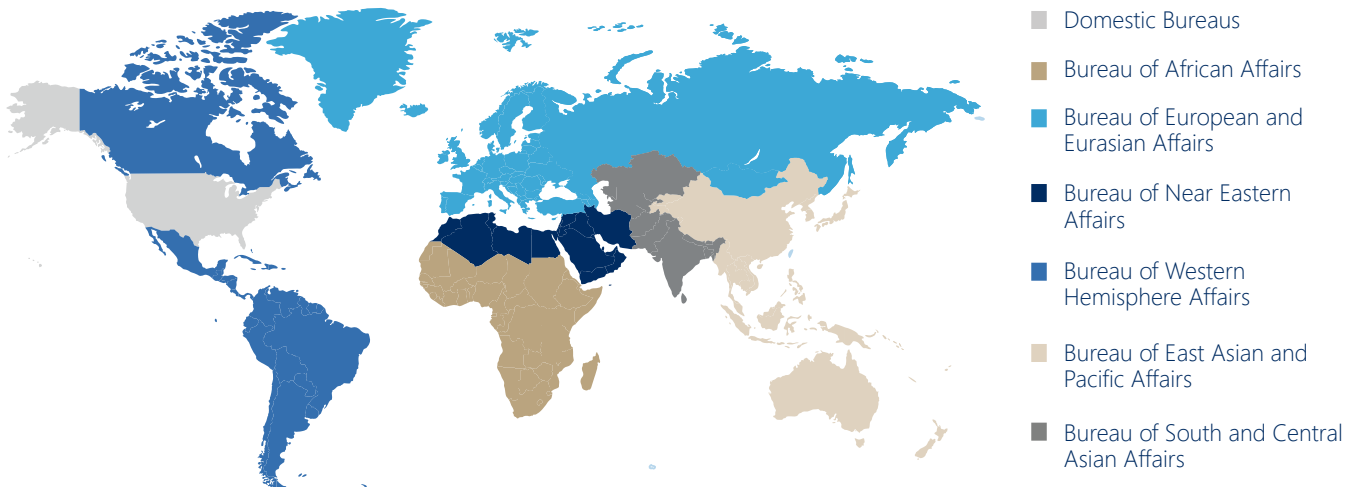 Domestic Bureaus
Bureau of African Affairs
Bureau of European and
Eurasian Affairs
Bureau of Near Eastern
Affairs
Bureau of Western
Hemisphere Affairs
Bureau of East Asian and
Pacific Affairs
Bureau of South and Central
Asian Affairs